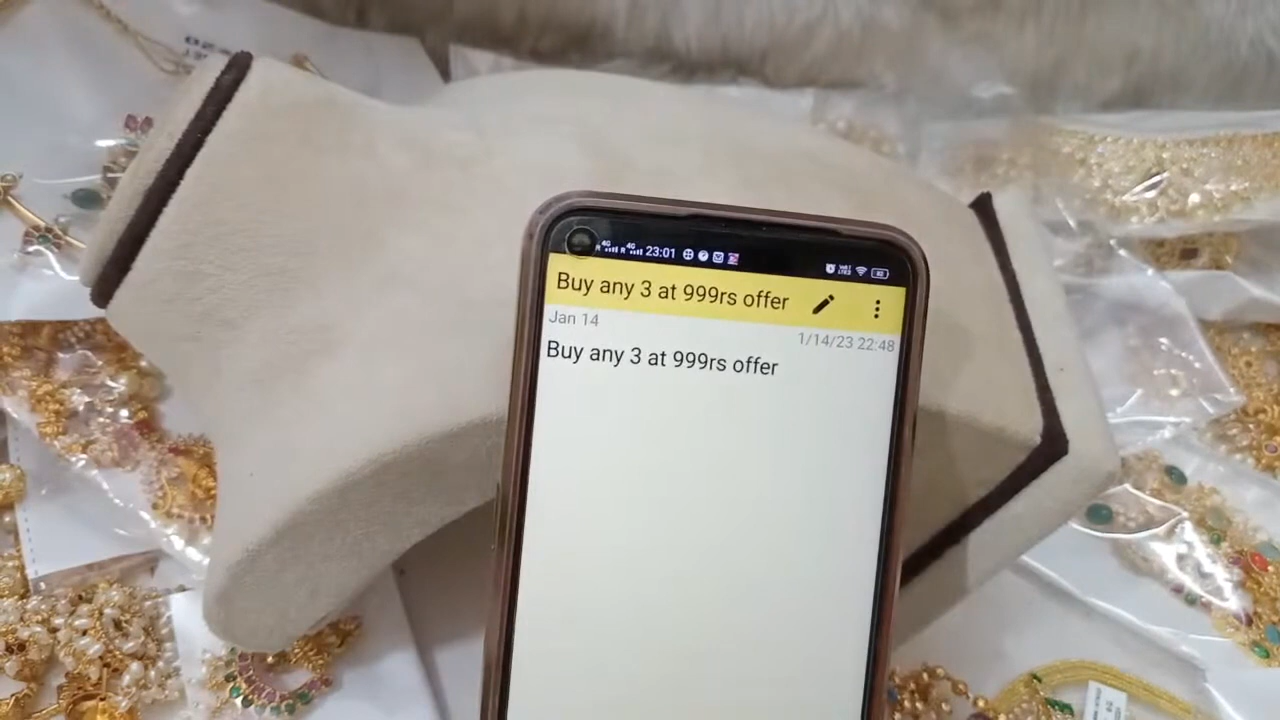 23:01
Buy any 3 at 999rs offer
Jan 14
1/14/23 22:48
Buy any 3 at 999rs offer